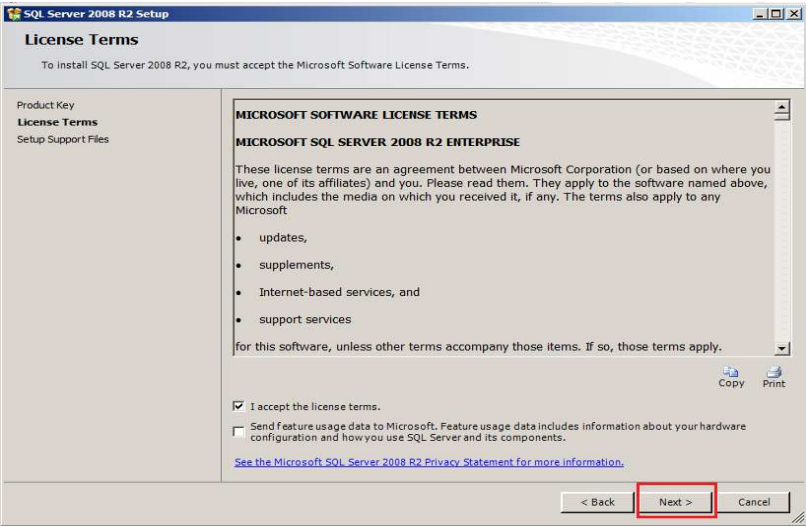 SQL Server 2008 R2 Setup
License Terms
To install SQL Server 2008 R2, you must accept the Microsoft Software License Terms.
Product Key
License Terms
Setup Support Files
MICROSOFT SOFTWARE LICENSE TERMS
MICROSOFT SQL SERVER 2008 R2 ENTERPRISE
These license terms are an agreement between Microsoft Corporation (or based on where you
live, one of its affiliates) and you. Please read them. They apply to the software named above,
which includes the media on which you received it, if any. The terms also apply to any
Microsoft
• updates,
• supplements,
• Internet-based services, and
• support services
for this software, unless other terms accompany those items. If so, those terms apply.
Copy Print
I accept the license terms.
Send feature usage data to Microsoft. Feature usage data includes information about your hardware
configuration and how you use SQL Server and its components.
See the Microsoft SQL Server 2008 R2 Privacy Statement for more information.
< Back Next > Cancel